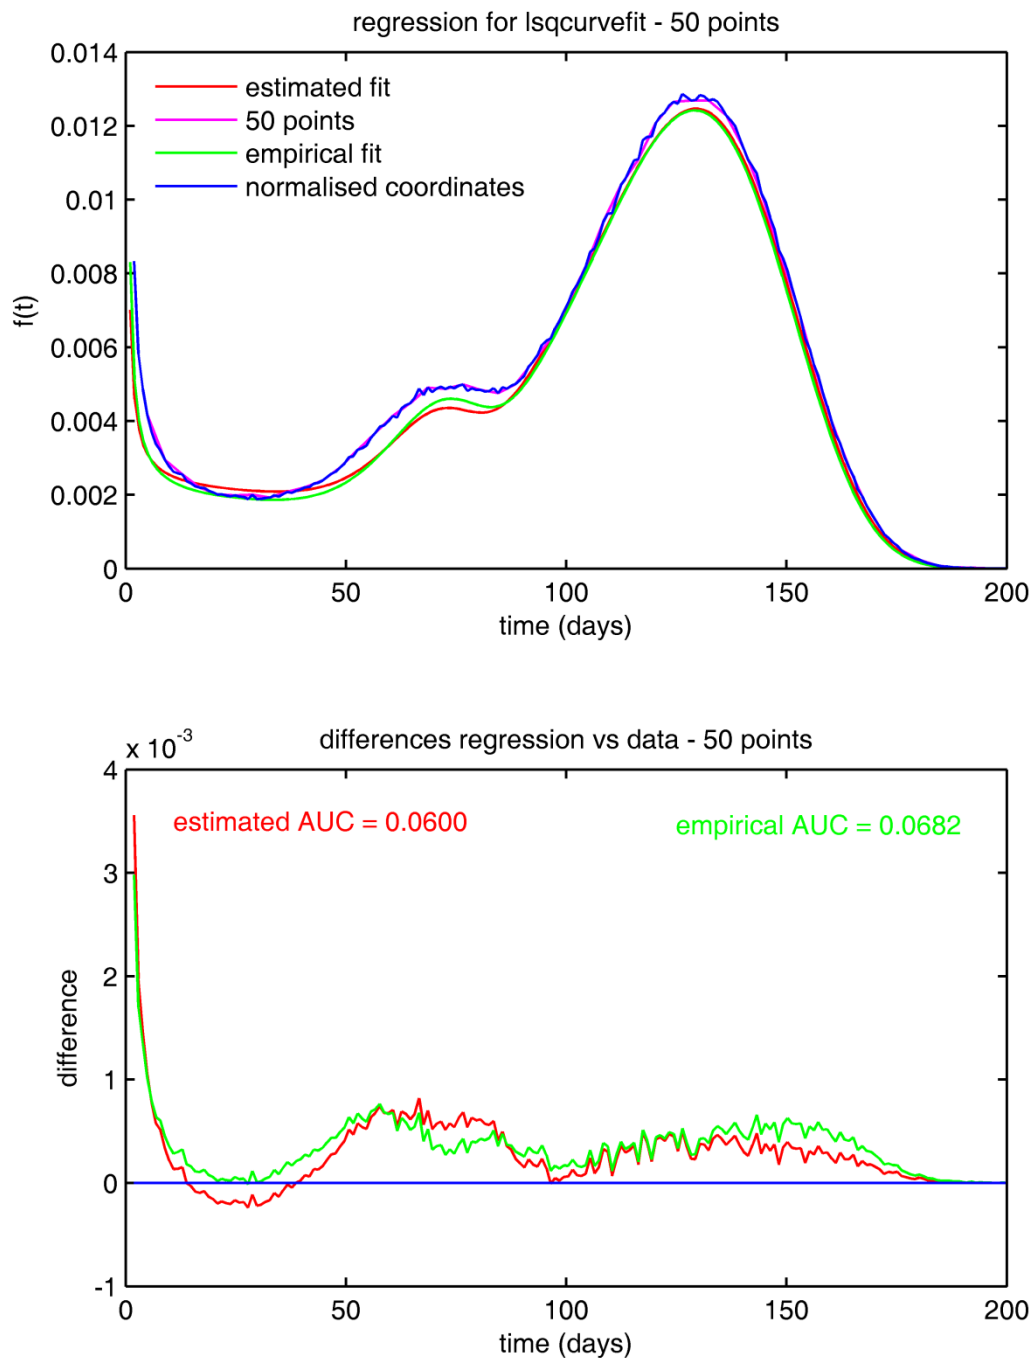 regression for lsqcurvefit - 50 points
0.014
0.012
0.01
0.008
0.006
0.004
0.002
0
f(t)
estimated fit
50 points
empirical fit
normalised coordinates
0 50 100 150 200
time (days)
x 10-3
differences regression vs data - 50 points
4
3
2
1
0
-1
difference
estimated AUC = 0.0600
empirical AUC = 0.0682
0 50 100 150 200
time (days)